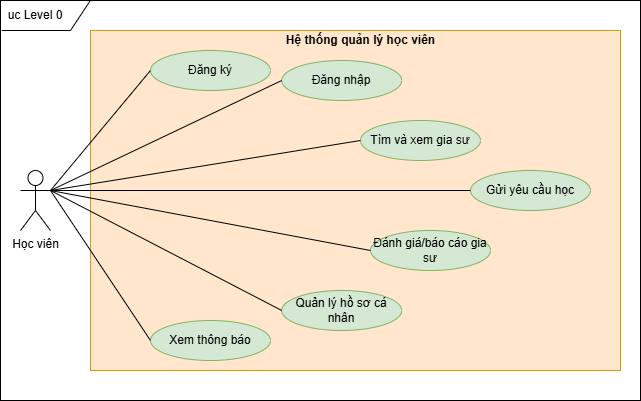 uc Level 0
Hệ thống quản lý học viên
Đăng ký
Đăng nhập
Tìm và xem gia sư
Gửi yêu cầu học
Đánh giá/báo cáo gia
sư
Quản lý hồ sơ cá
nhân
Xem thông báo
Học viên